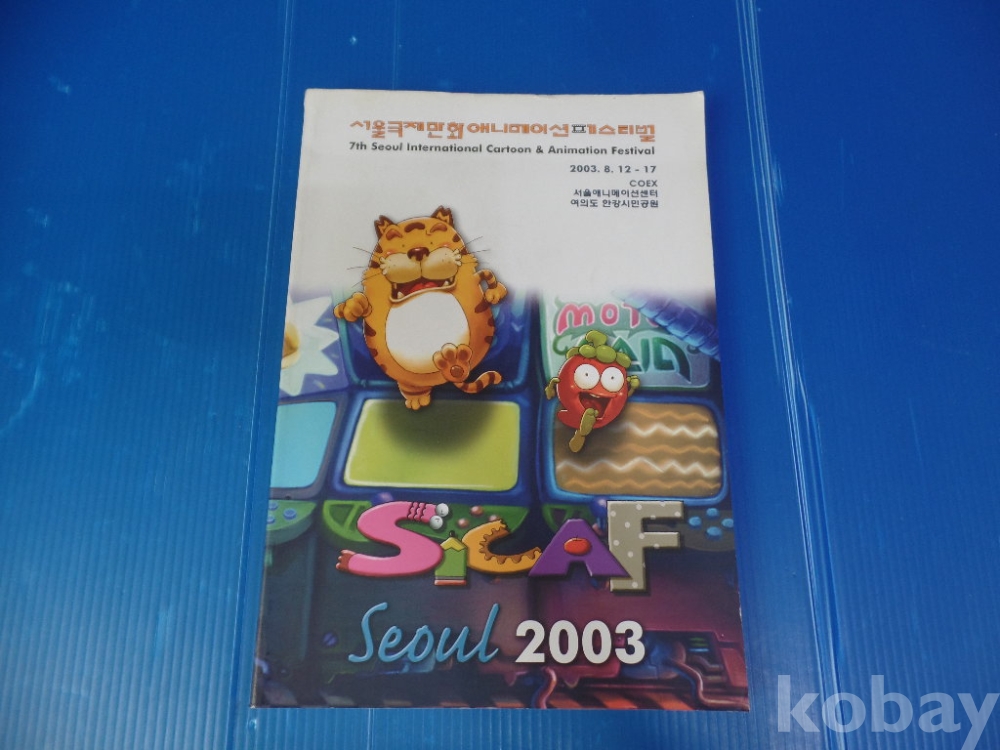 서울국제만화애니메이션페스티벌
7th Seoul International Cartoon & Animation Festival
2003. 8. 12 - 17
COEX
서울애니메이션센터
여의도 한강시민공원
SICAF
Seoul 2003
kobay